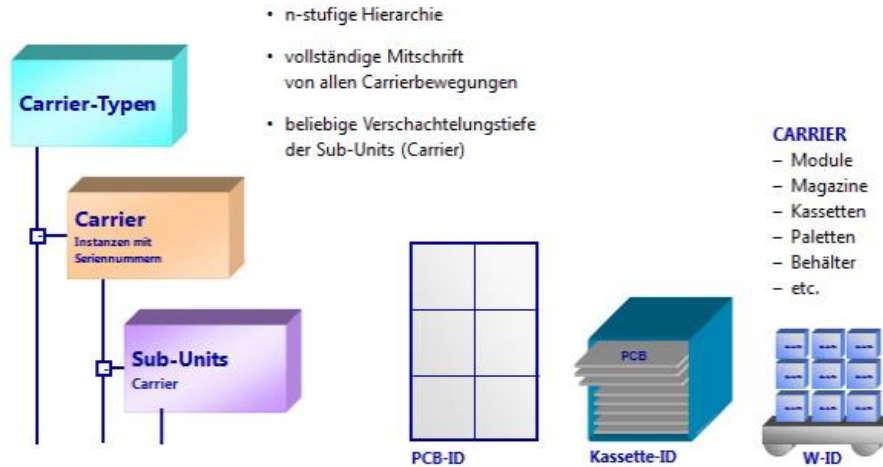 • n-stufige Hierarchie
• vollständige Mitschrift
von allen Carrierbewegungen
• beliebige Verschachtelungstiefe
der Sub-Units (Carrier)
Carrier-Typen
Carrier
Instanzen mit
Seriennummern
Sub-Units
Carrier
CARRIER
– Module
– Magazine
– Kassetten
– Paletten
– Behälter
– etc.
PCB
PCB-ID
Kassette-ID
W-ID